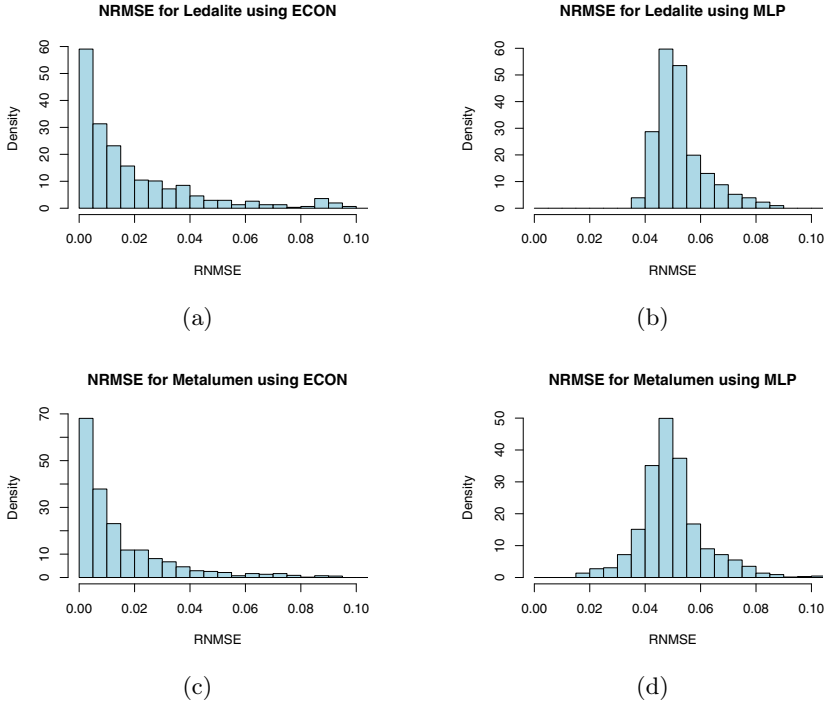 NRMSE for Ledalite using ECON
Density
0
10
20
30
40
50
60
0.00 0.02 0.04 0.06 0.08 0.10
RNMSE
(a)
NRMSE for Ledalite using MLP
Density
0
10
20
30
40
50
60
0.00 0.02 0.04 0.06 0.08 0.10
RNMSE
(b)
NRMSE for Metalumen using ECON
Density
0
10
30
50
70
0.00 0.02 0.04 0.06 0.08 0.10
RNMSE
(c)
NRMSE for Metalumen using MLP
Density
0
10
20
30
40
50
0.00 0.02 0.04 0.06 0.08 0.10
RNMSE
(d)